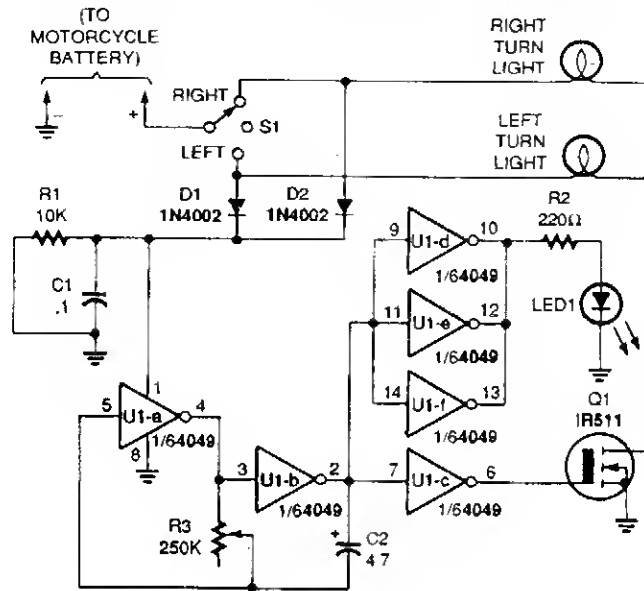 (TO
MOTORCYCLE
BATTERY)
RIGHT
TURN
LIGHT
RIGHT
-
+
S1
LEFT
TURN
LIGHT
LEFT
R1
10K
D1
1N4002
D2
1N4002
R2
220Ω
9
U1-d
10
1/64049
C1
.1
LED1
11
U1-e
12
1/64049
1
5
U1-a
4
1/64049
8
14
U1-f
13
1/64049
Q1
IR511
3
U1-b
2
1/64049
7
U1-c
6
1/64049
R3
250K
+
C2
4.7